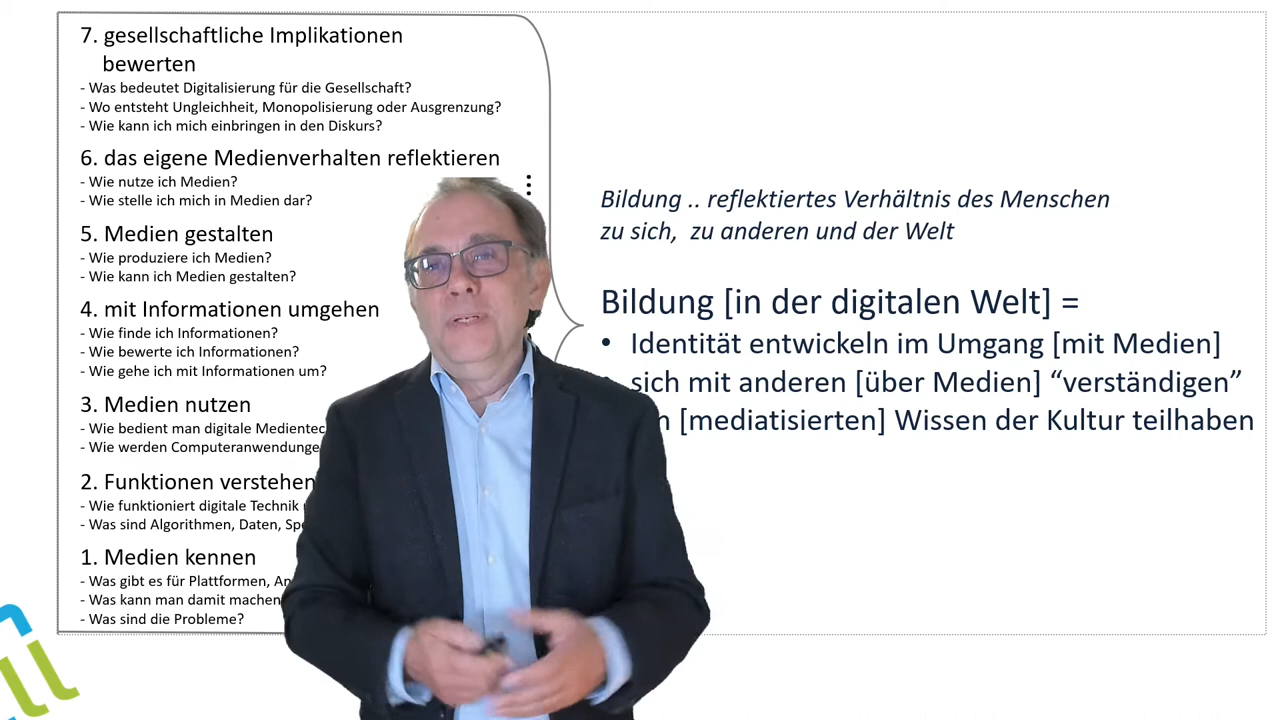 7. gesellschaftliche Implikationen
bewerten
- Was bedeutet Digitalisierung für die Gesellschaft?
- Wo entsteht Ungleichheit, Monopolisierung oder Ausgrenzung?
- Wie kann ich mich einbringen in den Diskurs?
6. das eigene Medienverhalten reflektieren
- Wie nutze ich Medien?
- Wie stelle ich mich in Medien dar?
5. Medien gestalten
- Wie produziere ich Medien?
- Wie kann ich Medien gestalten?
4. mit Informationen umgehen
- Wie finde ich Informationen?
- Wie bewerte ich Informationen?
- Wie gehe ich mit Informationen um?
3. Medien nutzen
- Wie bedient man digitale
- Wie werden
2. Funktionen verstehen
- Wie funktioniert digitale Technik
- Was sind Algorithmen, Daten,
1. Medien kennen
- Was gibt es für Plattformen,
- Was kann man damit machen
- Was sind die Probleme?
Bildung .. reflektiertes Verhältnis des Menschen
zu sich, zu anderen und der Welt
Bildung [in der digitalen Welt] =
• Identität entwickeln im Umgang [mit Medien]
sich mit anderen [über Medien] “verständigen”
[mediatisierten] Wissen der Kultur teilhaben